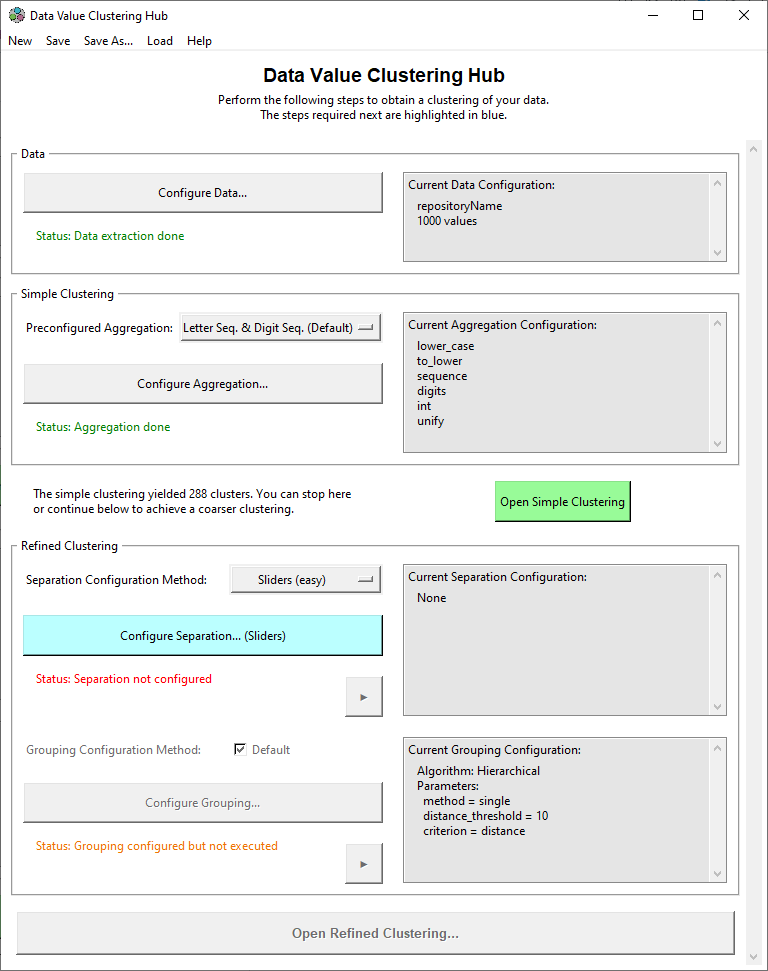 Data Value Clustering Hub
New Save Save As... Load Help
Data Value Clustering Hub
Perform the following steps to obtain a clustering of your data.
The steps required next are highlighted in blue.
Data
Configure Data...
Status: Data extraction done
Current Data Configuration:
repositoryName
1000 values
Simple Clustering
Preconfigured Aggregation: Letter Seq. & Digit Seq. (Default)
Configure Aggregation...
Status: Aggregation done
Current Aggregation Configuration:
lower_case
to_lower
sequence
digits
int
unify
The simple clustering yielded 288 clusters. You can stop here
or continue below to achieve a coarser clustering.
Open Simple Clustering
Refined Clustering
Separation Configuration Method: Sliders (easy)
Configure Separation... (Sliders)
Status: Separation not configured
Current Separation Configuration:
None
Grouping Configuration Method: Default
Configure Grouping...
Status: Grouping configured but not executed
Current Grouping Configuration:
Algorithm: Hierarchical
Parameters:
method = single
distance_threshold = 10
criterion = distance
Open Refined Clustering...